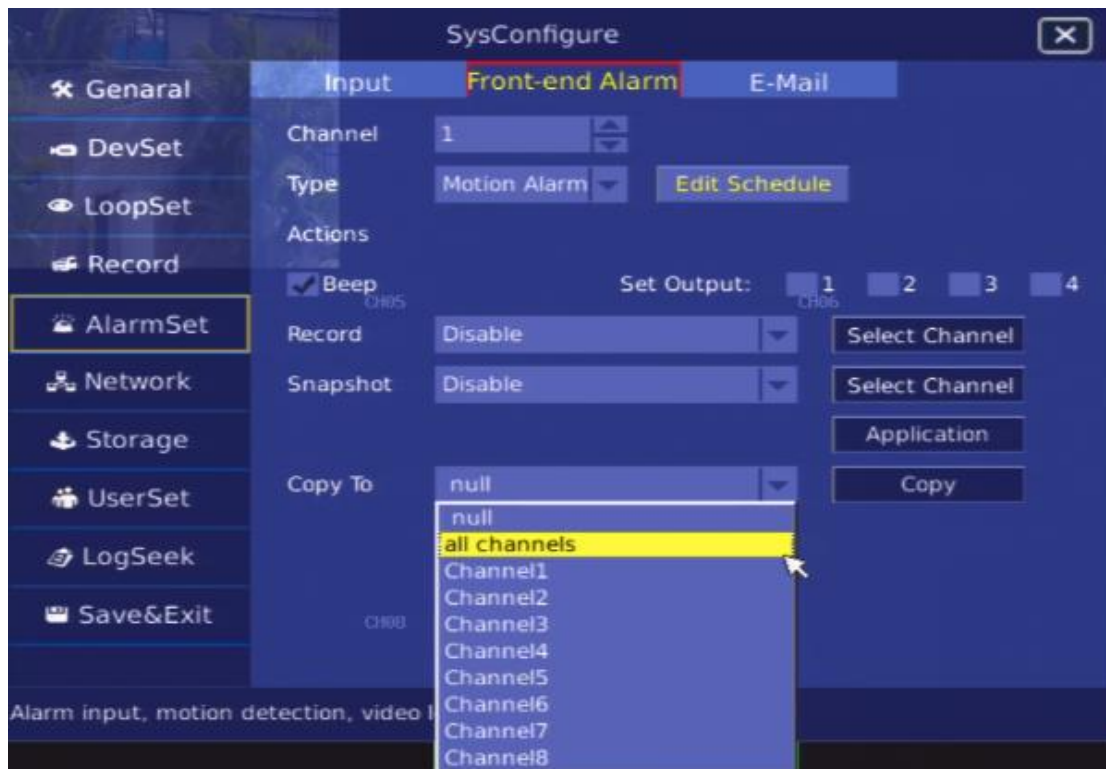 SysConfigure
Genaral
DevSet
LoopSet
Record
AlarmSet
Network
Storage
UserSet
LogSeek
Save&Exit
Input Front-end Alarm E-Mail
Channel 1
Type Motion Alarm Edit Schedule
Actions
Beep Set Output: 1 2 3 4
CH05 CH06
Record Disable Select Channel
Snapshot Disable Select Channel
Application
Copy To null Copy
null
all channels
Channel1
Channel2
Channel3
CH08
Channel4
Channel5
Channel6
Channel7
Channel8
Alarm input, motion detection, video